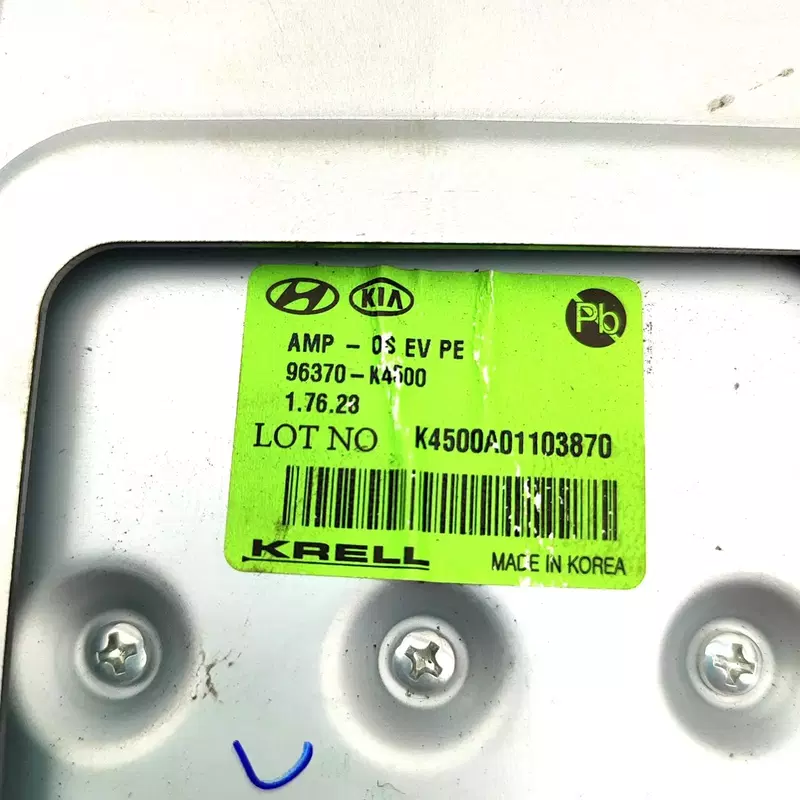 KIA
Pb
AMP - OS EV PE
96370-K4500
1.76.23
LOT NO K4500A01103870
KRELL
MADE IN KOREA